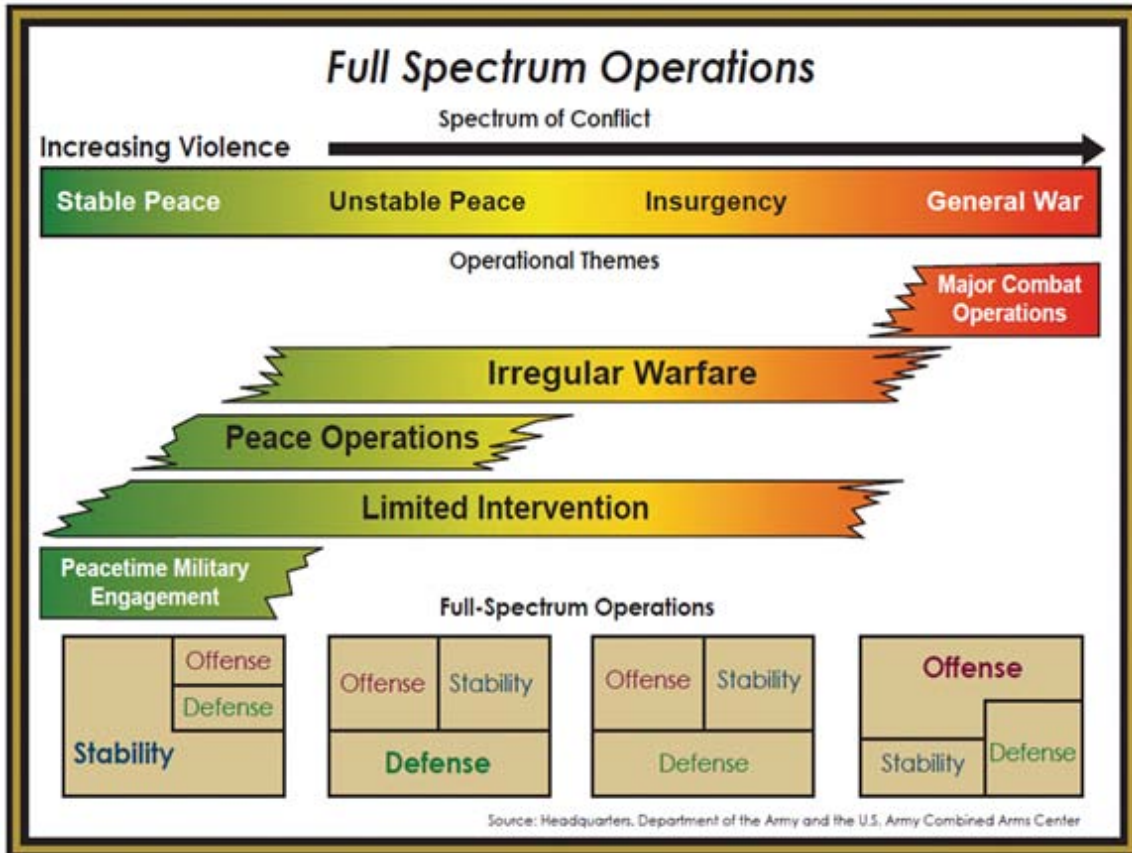 Full Spectrum Operations
Spectrum of Conflict
Increasing Violence
Stable Peace Unstable Peace Insurgency General War
Operational Themes
Major Combat
Operations
Irregular Warfare
Peace Operations
Limited Intervention
Peacetime Military
Engagement
Full-Spectrum Operations
Offense
Defense
Stability
Offense Stability
Defense
Offense Stability
Defense
Offense
Stability Defense
Source: Headquarters, Department of the Army and the U.S. Army Combined Arms Center